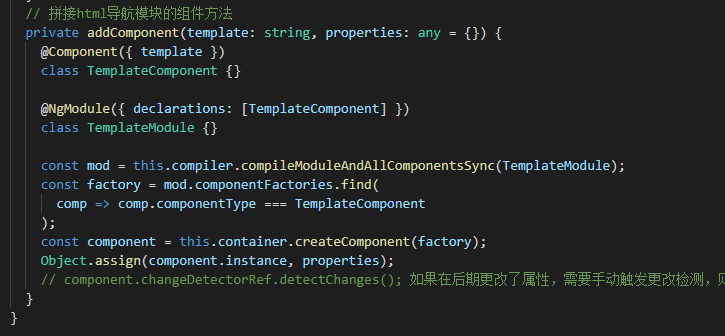 // 拼接html导航模块的组件方法
private addComponent(template: string, properties: any = {}) {
@Component({ template })
class TemplateComponent {}
@NgModule({ declarations: [TemplateComponent] })
class TemplateModule {}
const mod = this.compiler.compileModuleAndAllComponentsSync(TemplateModule);
const factory = mod.componentFactories.find(
comp => comp.componentType === TemplateComponent
);
const component = this.container.createComponent(factory);
Object.assign(component.instance, properties);
// component.changeDetectorRef.detectChanges(); 如果在后期更改了属性，需要手动触发更改检测，
}
}